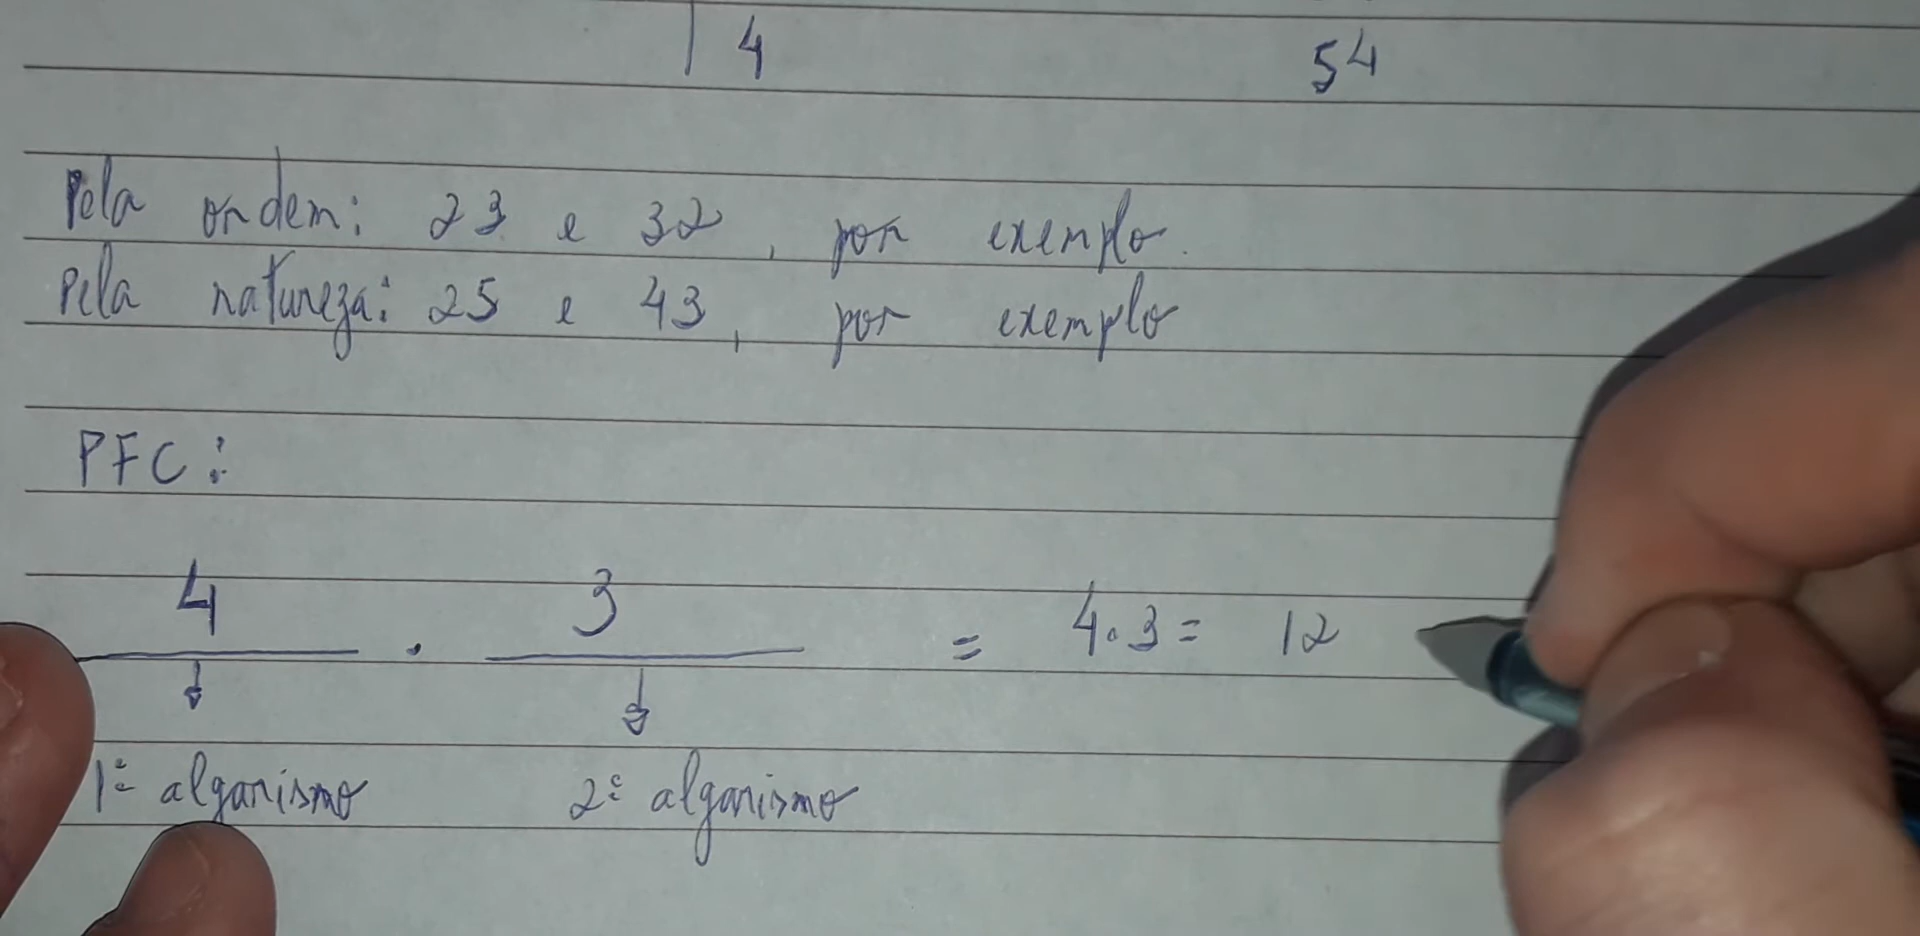 4 54
Pela ordem: 23 e 32, por exemplo.
Pela natureza: 25 e 43, por exemplo
PFC:
4 . 3 = 4.3 = 12
1º algarismo 2º algarismo